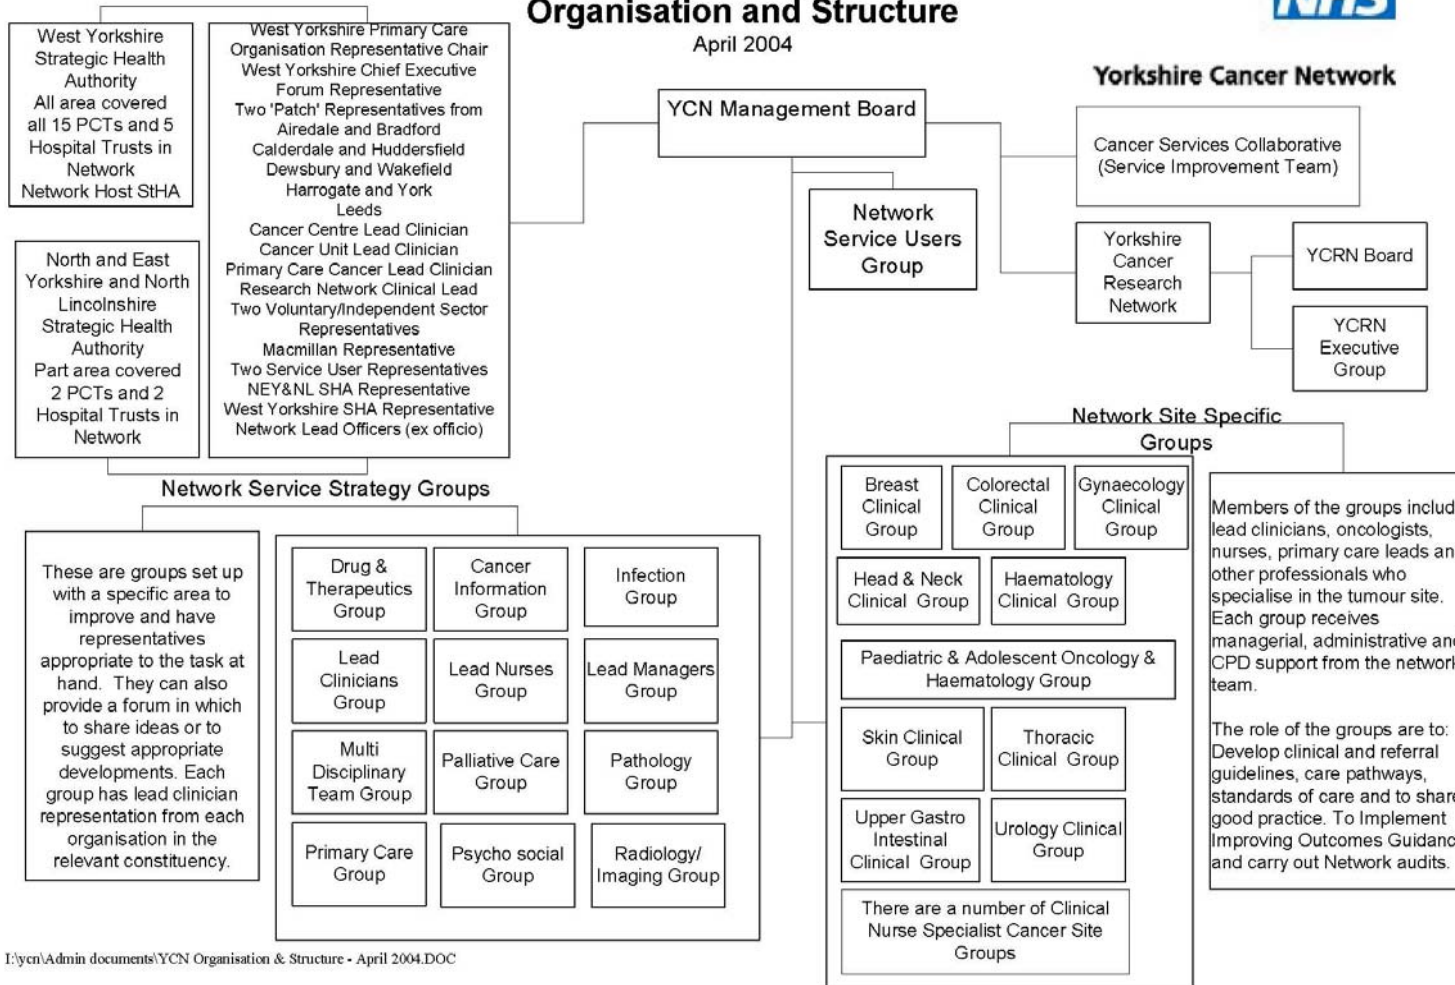 Organisation and Structure
April 2004
NHS
Yorkshire Cancer Network
West Yorkshire
Strategic Health
Authority
All area covered
all 15 PCTs and 5
Hospital Trusts in
Network
Network Host StHA
West Yorkshire Primary Care
Organisation Representative Chair
West Yorkshire Chief Executive
Forum Representative
Two 'Patch' Representatives from
Airedale and Bradford
Calderdale and Huddersfield
Dewsbury and Wakefield
Harrogate and York
Leeds
Cancer Centre Lead Clinician
Cancer Unit Lead Clinician
Primary Care Cancer Lead Clinician
Research Network Clinical Lead
Two Voluntary/Independent Sector
Representatives
Macmillan Representative
Two Service User Representatives
NEY&NL SHA Representative
West Yorkshire SHA Representative
Network Lead Officers (ex officio)
North and East
Yorkshire and North
Lincolnshire
Strategic Health
Authority
Part area covered
2 PCTs and 2
Hospital Trusts in
Network
YCN Management Board
Network
Service Users
Group
Cancer Services Collaborative
(Service Improvement Team)
Yorkshire
Cancer
Research
Network
YCRN Board
YCRN
Executive
Group
Network Service Strategy Groups
These are groups set up
with a specific area to
improve and have
representatives
appropriate to the task at
hand. They can also
provide a forum in which
to share ideas or to
suggest appropriate
developments. Each
group has lead clinician
representation from each
organisation in the
relevant constituency.
Drug &
Therapeutics
Group
Cancer
Information
Group
Infection
Group
Lead
Clinicians
Group
Lead Nurses
Group
Lead Managers
Group
Multi
Disciplinary
Team Group
Palliative Care
Group
Pathology
Group
Primary Care
Group
Psycho social
Group
Radiology/
Imaging Group
Network Site Specific
Groups
Breast
Clinical
Group
Colorectal
Clinical
Group
Gynaecology
Clinical
Group
Head & Neck
Clinical Group
Haematology
Clinical Group
Paediatric & Adolescent Oncology &
Haematology Group
Skin Clinical
Group
Thoracic
Clinical Group
Upper Gastro
Intestinal
Clinical Group
Urology Clinical
Group
There are a number of Clinical
Nurse Specialist Cancer Site
Groups
Members of the groups includ
lead clinicians, oncologists,
nurses, primary care leads an
other professionals who
specialise in the tumour site.
Each group receives
managerial, administrative and
CPD support from the network
team.
The role of the groups are to:
Develop clinical and referral
guidelines, care pathways,
standards of care and to share
good practice. To Implement
Improving Outcomes Guidanc
and carry out Network audits.
I:\ycn\Admin documents\YCN Organisation & Structure - April 2004.DOC